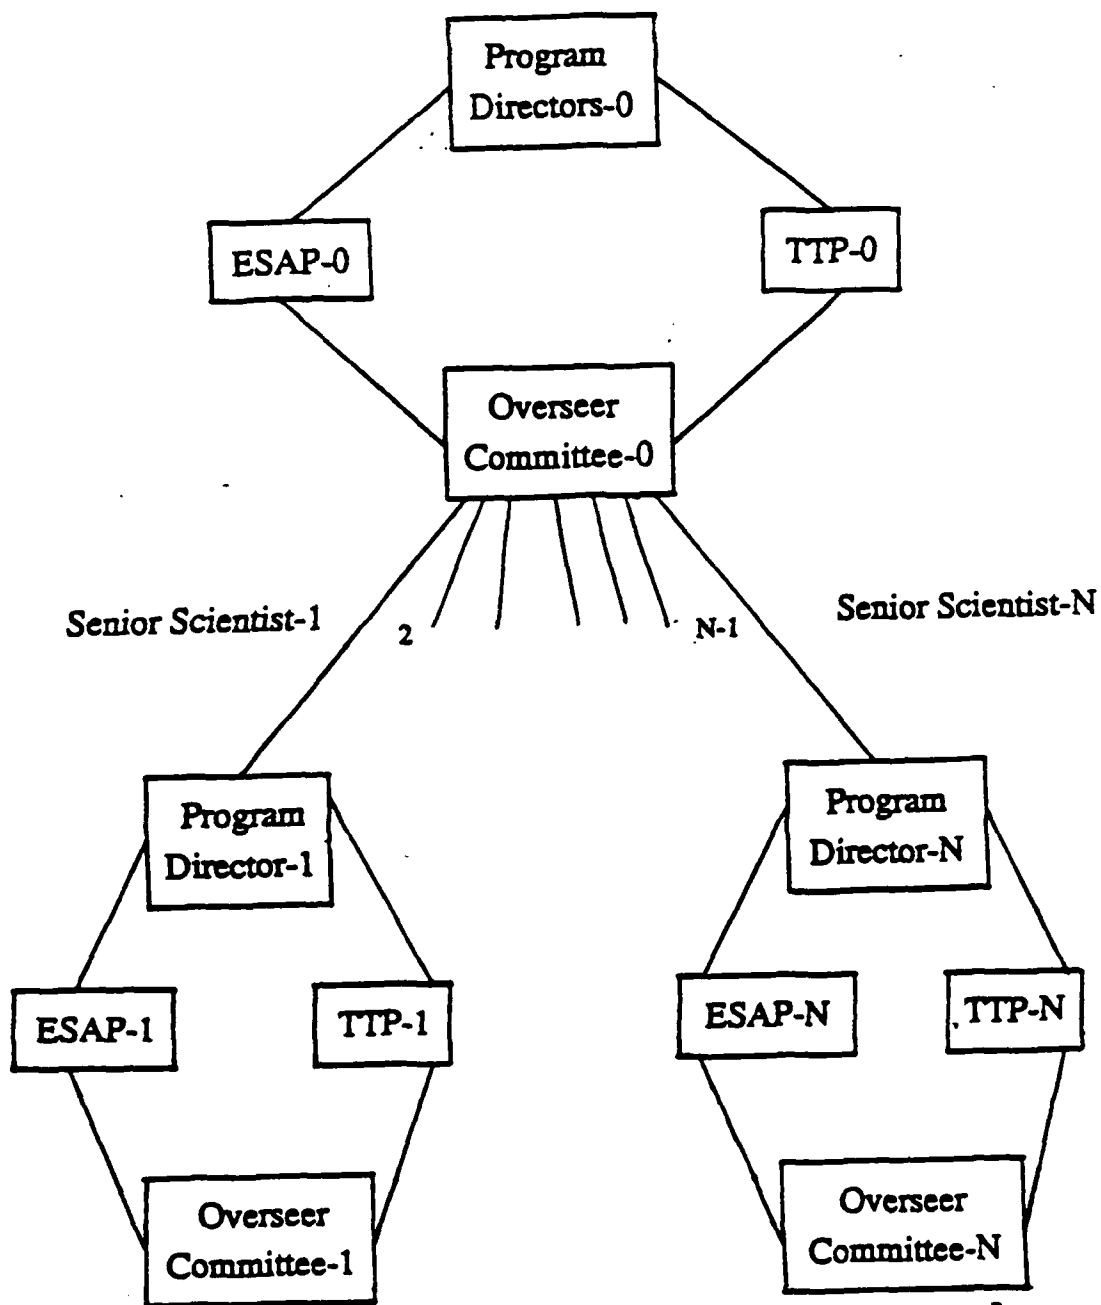 Program
Directors-0
ESAP-0
TTP-0
Overseer
Committee-0
Senior Scientist-1
2
N-1
Senior Scientist-N
Program
Director-1
Program
Director-N
ESAP-1
TTP-1
ESAP-N
TTP-N
Overseer
Committee-1
Overseer
Committee-N